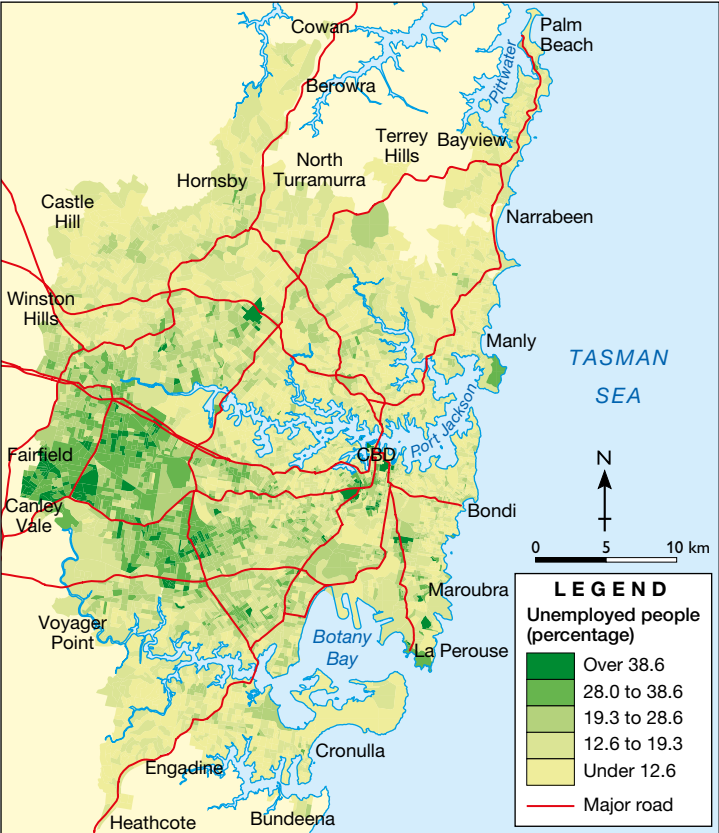 Cowan
Palm
Beach
Pittwater
Berowra
Terrey
Hills
Bayview
North
Turramurra
Hornsby
Castle
Hill
Narrabeen
Winston
Hills
Manly
TASMAN
SEA
Port Jackson
Fairfield
CBD
N
Canley
Vale
Bondi
0 5 10 km
LEGEND
Unemployed people
(percentage)
Over 38.6
28.0 to 38.6
19.3 to 28.6
12.6 to 19.3
Under 12.6
Major road
Maroubra
Voyager
Point
Botany
Bay
La Perouse
Cronulla
Engadine
Heathcote
Bundeena